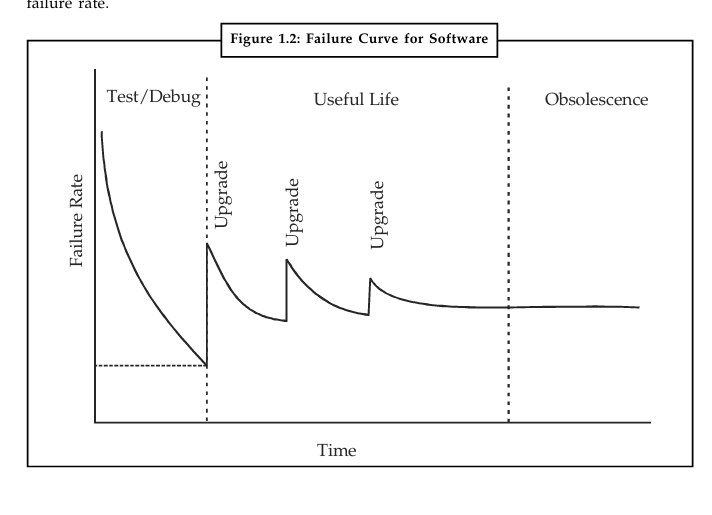 failure rate.
Figure 1.2: Failure Curve for Software
Test/Debug
Useful Life
Obsolescence
Upgrade
Upgrade
Upgrade
Failure Rate
Time